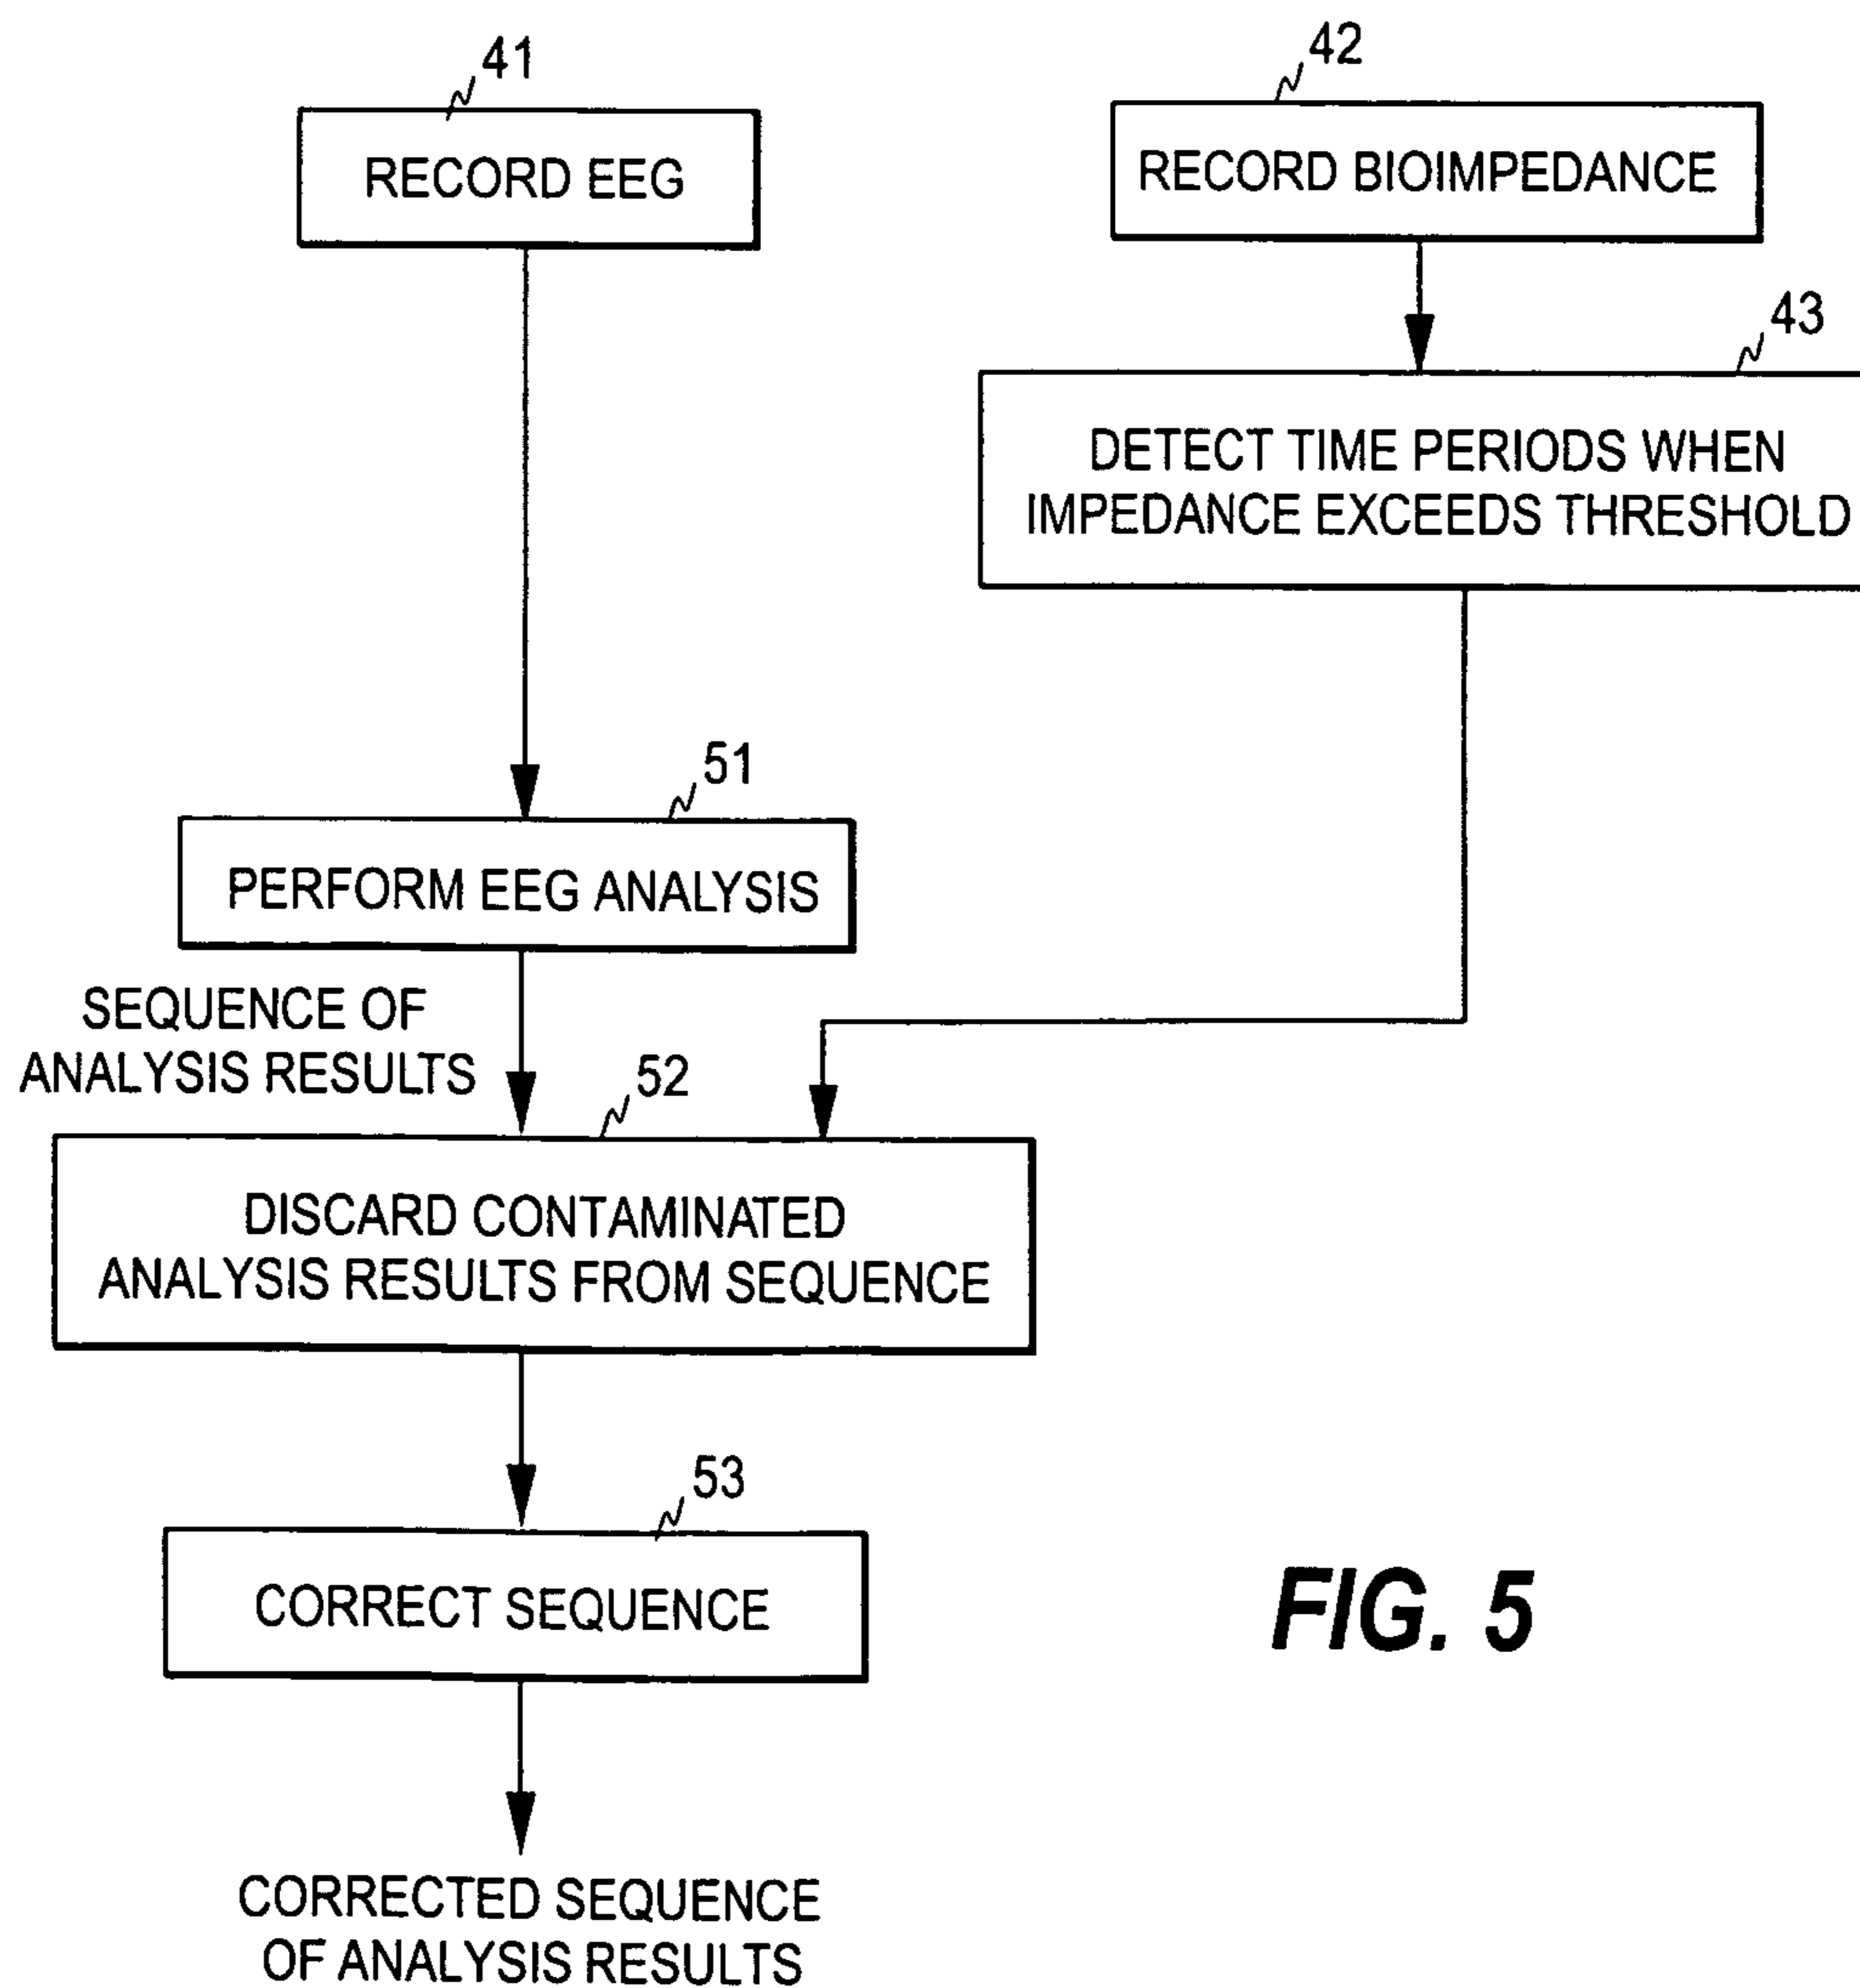 41
RECORD EEG
42
RECORD BIOIMPEDANCE
43
DETECT TIME PERIODS WHEN
IMPEDANCE EXCEEDS THRESHOLD
51
PERFORM EEG ANALYSIS
SEQUENCE OF
ANALYSIS RESULTS
52
DISCARD CONTAMINATED
ANALYSIS RESULTS FROM SEQUENCE
53
CORRECT SEQUENCE
CORRECTED SEQUENCE
OF ANALYSIS RESULTS
FIG. 5